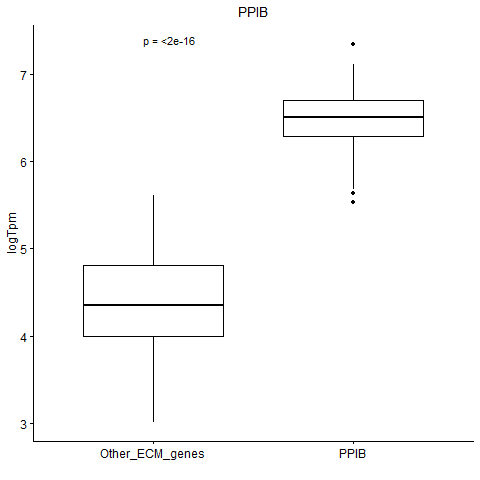 PPIB
p = <2e-16
7
6
5
4
3
logTpm
Other_ECM_genes
PPIB